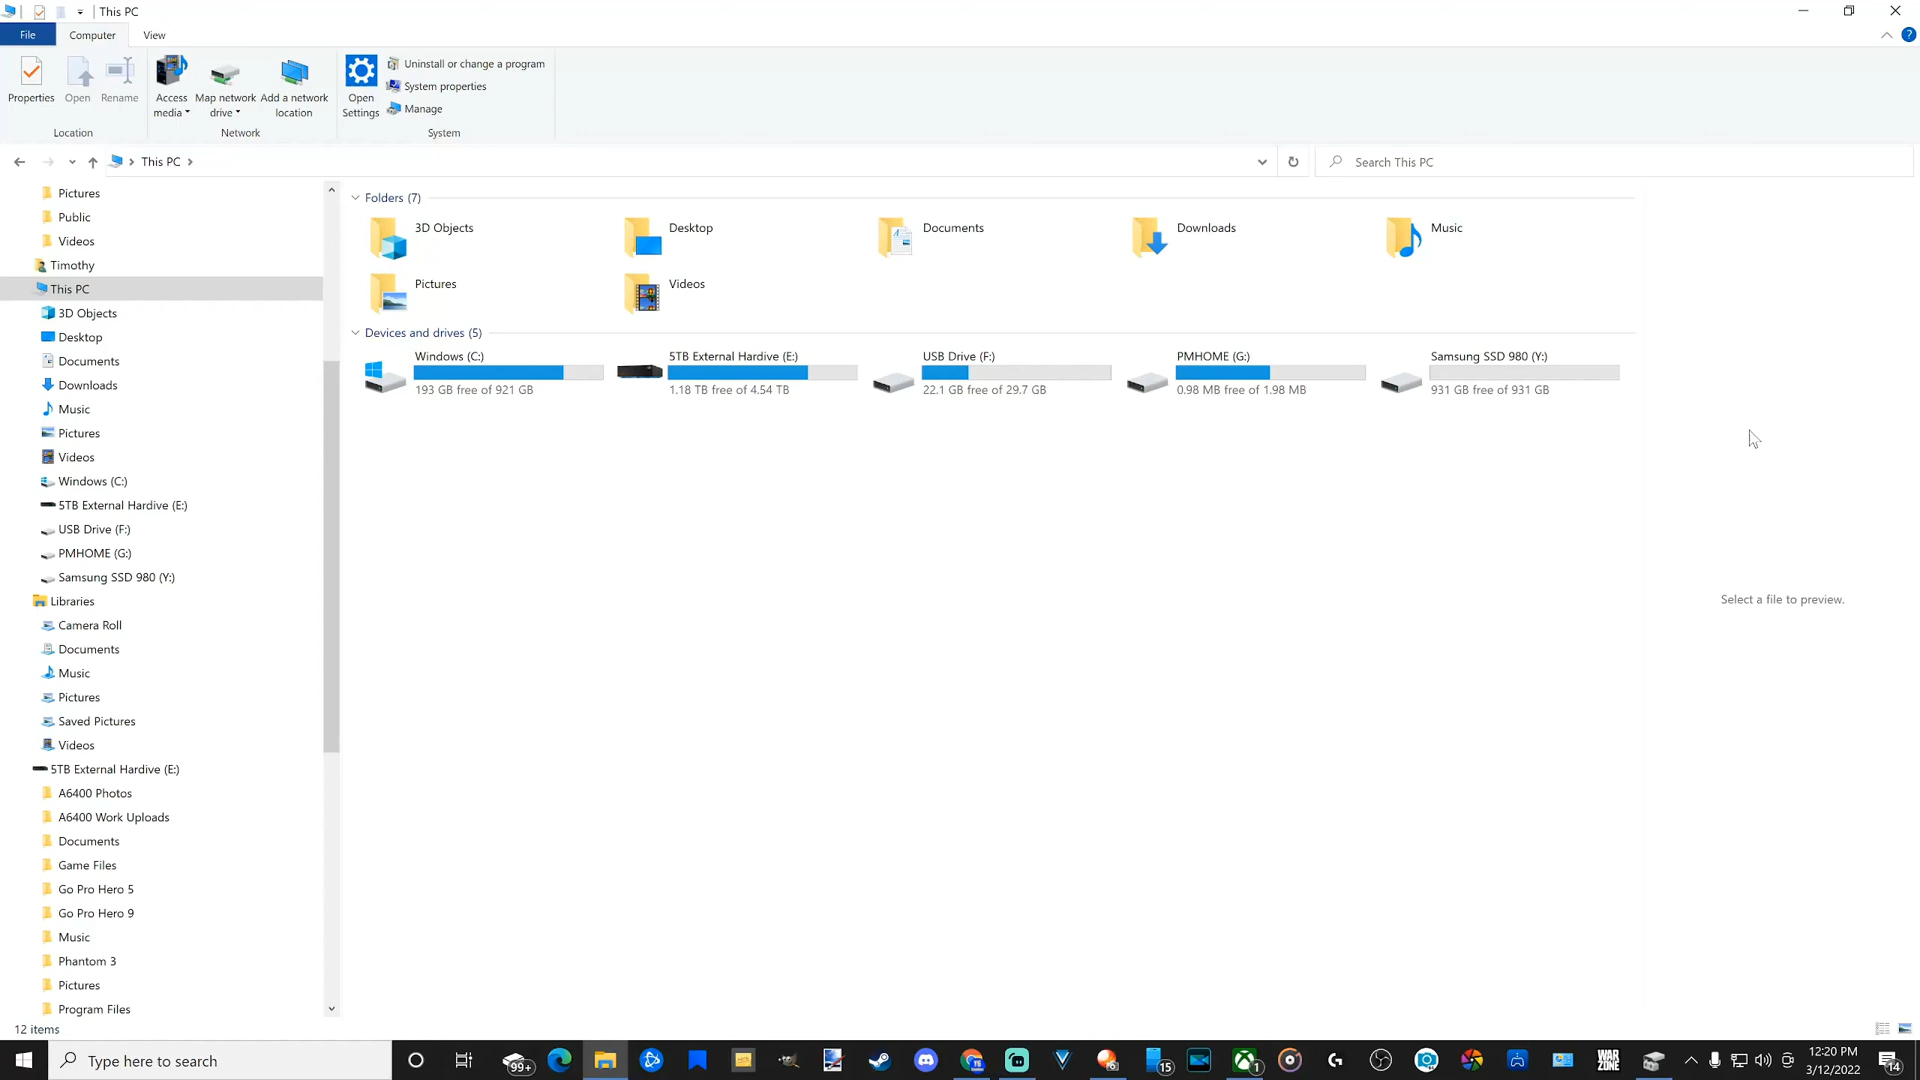 This PC
File
Computer
View
Properties
Open
Rename
Access media
Map network drive
Add a network location
Open Settings
Uninstall or change a program
System properties
Manage
Location
Network
System
This PC
Search This PC
Pictures
Public
Videos
Timothy
This PC
3D Objects
Desktop
Documents
Downloads
Music
Pictures
Videos
Windows (C:)
5TB External Hardive (E:)
USB Drive (F:)
PMHOME (G:)
Samsung SSD 980 (Y:)
Libraries
Camera Roll
Documents
Music
Pictures
Saved Pictures
Videos
5TB External Hardive (E:)
A6400 Photos
A6400 Work Uploads
Documents
Game Files
Go Pro Hero 5
Go Pro Hero 9
Music
Phantom 3
Pictures
Program Files
Folders (7)
3D Objects
Desktop
Documents
Downloads
Music
Pictures
Videos
Devices and drives (5)
Windows (C:)
193 GB free of 921 GB
5TB External Hardive (E:)
1.18 TB free of 4.54 TB
USB Drive (F:)
22.1 GB free of 29.7 GB
PMHOME (G:)
0.98 MB free of 1.98 MB
Samsung SSD 980 (Y:)
931 GB free of 931 GB
Select a file to preview.
12 items
Type here to search
99+
15
1
WAR
ZONE
12:20 PM
3/12/2022
14